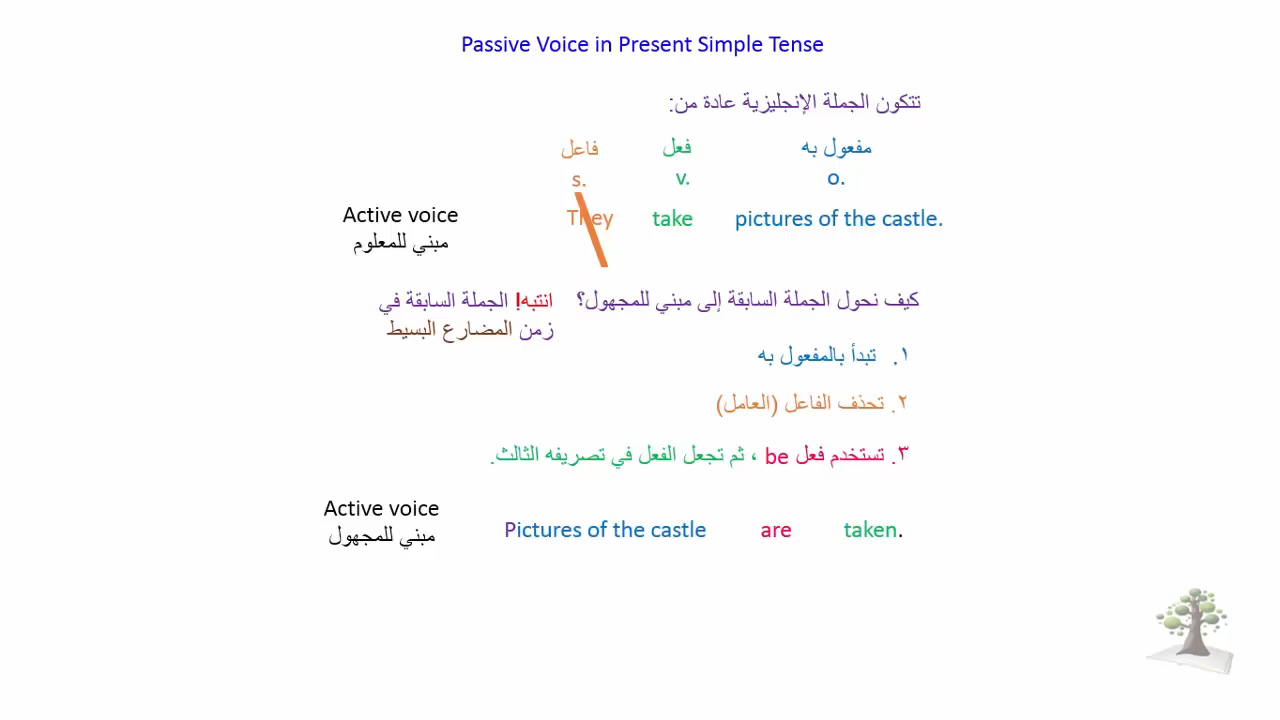 Passive Voice in Present Simple Tense
تتكون الجملة الإنجليزية عادة من:
فاعل فعل مفعول به
s. v. o.
Active voice They take pictures of the castle.
مبني للمعلوم
كيف نحول الجملة السابقة إلى مبني للمجهول؟
انتبه! الجملة السابقة في
زمن المضارع البسيط
١. تبدأ بالمفعول به
٢. تحذف الفاعل (العامل)
٣. تستخدم فعل be ، ثم تجعل الفعل في تصريفه الثالث.
Active voice
مبني للمجهول
Pictures of the castle are taken.